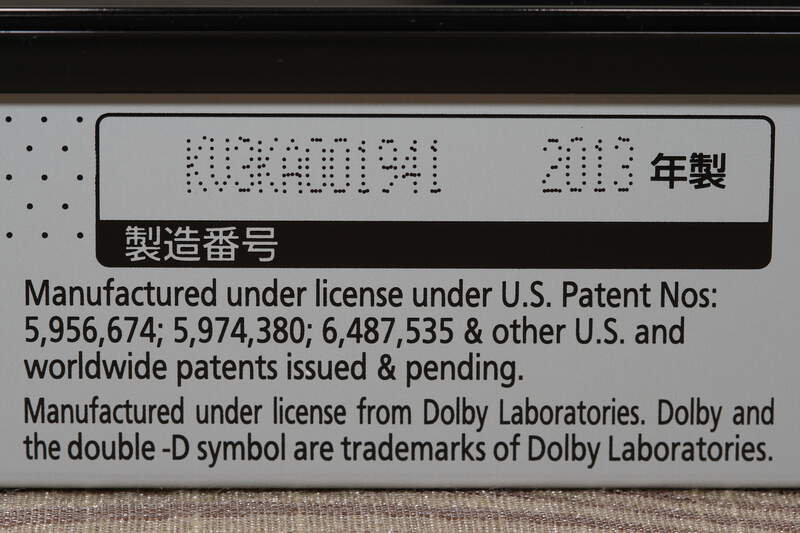 KV3KA001941 2013 年製
製造番号
Manufactured under license under U.S. Patent Nos:
5,956,674; 5,974,380; 6,487,535 & other U.S. and
worldwide patents issued & pending.
Manufactured under license from Dolby Laboratories. Dolby and
the double -D symbol are trademarks of Dolby Laboratories.